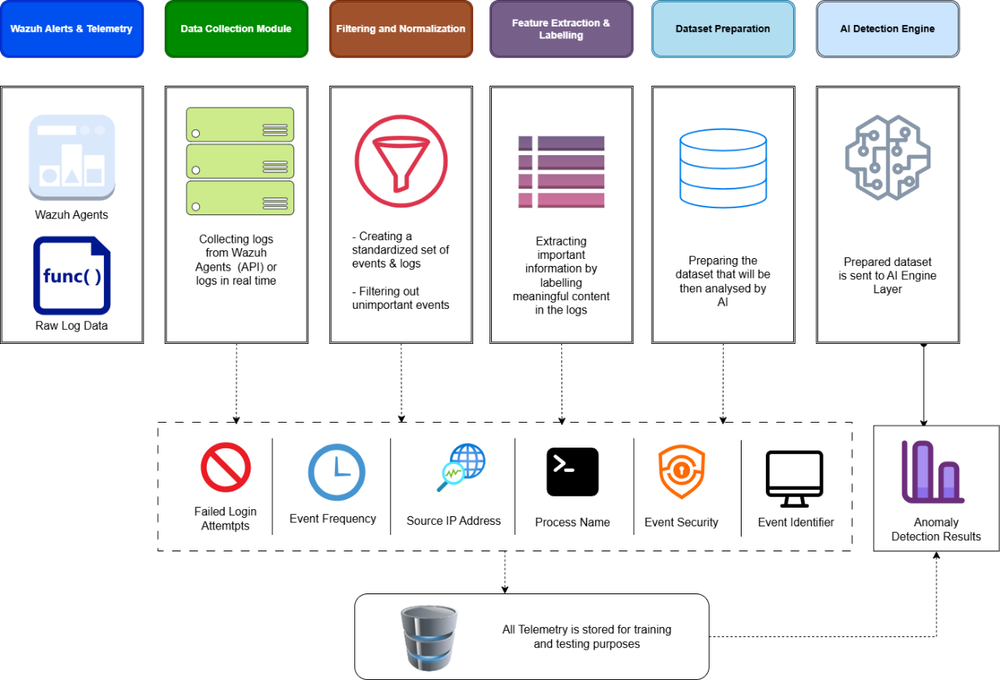 Wazuh Alerts & Telemetry
Data Collection Module
Filtering and Normalization
Feature Extraction &
Labelling
Dataset Preparation
AI Detection Engine
Wazuh Agents
func( )
Raw Log Data
Collecting logs
from Wazuh
Agents (API) or
logs in real time
- Creating a
standardized set of
events & logs
- Filtering out
unimportant events
Extracting
important
information by
labelling
meaningful content
in the logs
Preparing the
dataset that will be
then analysed by
AI
Prepared dataset
is sent to AI Engine
Layer
Failed Login
Attemtpts
Event Frequency
Source IP Address
Process Name
Event Security
Event Identifier
Anomaly
Detection Results
All Telemetry is stored for training
and testing purposes